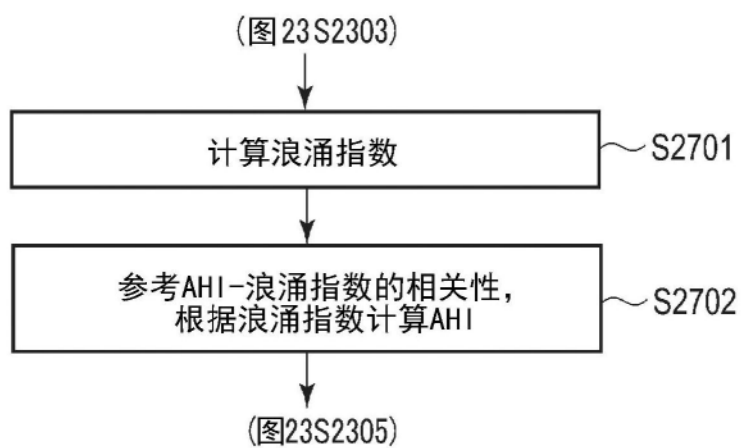 (图23S2303)
计算浪涌指数
S2701
参考AHI-浪涌指数的相关性,
根据浪涌指数计算AHI
S2702
(图23S2305)